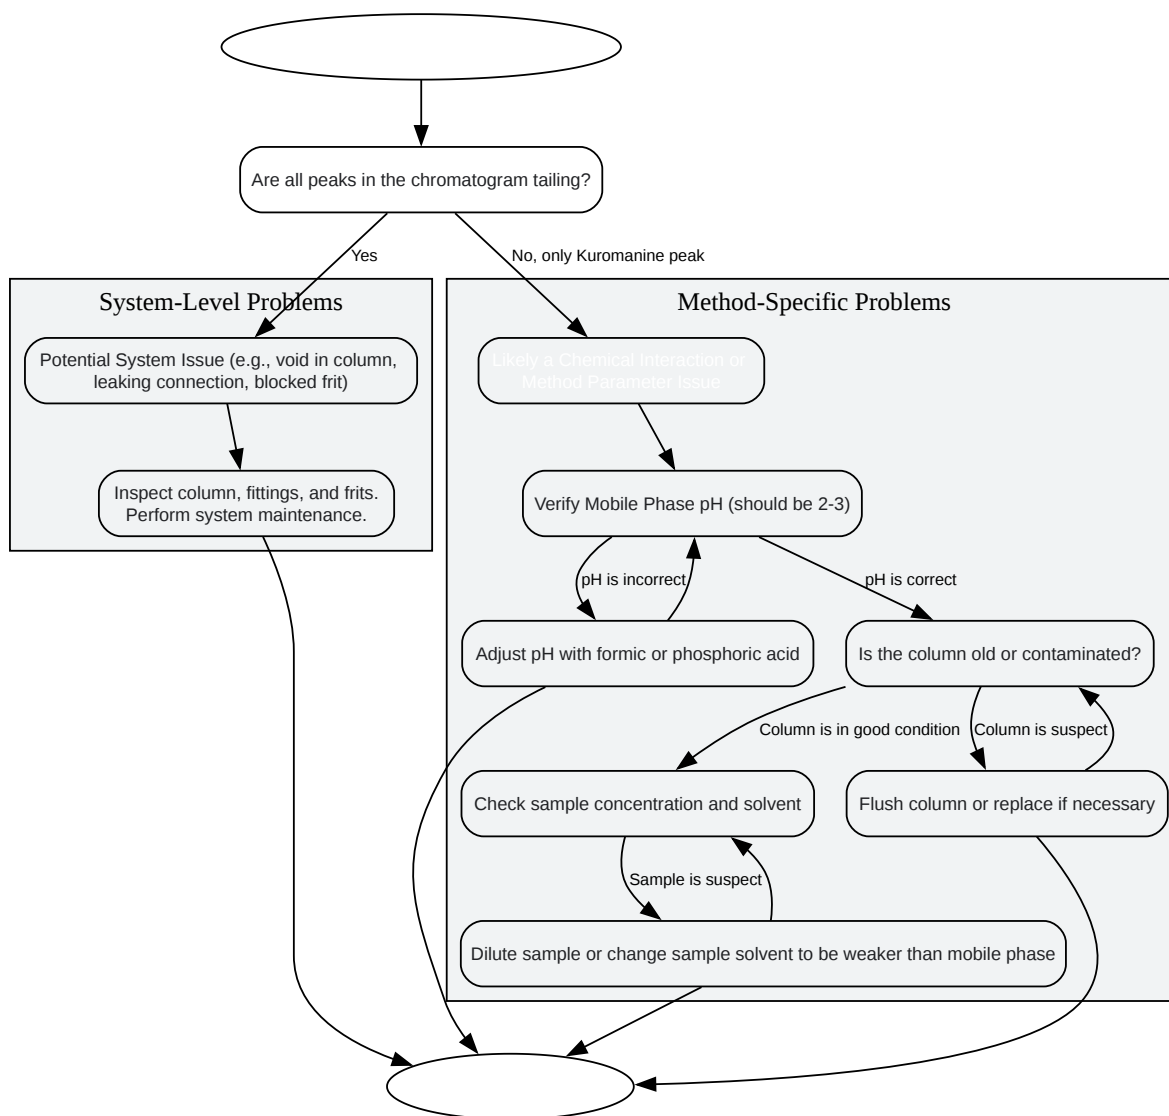 Are all peaks in the chromatogram tailing?
Yes
No, only Kuromanine peak
System-Level Problems
Potential System Issue (e.g., void in column,
leaking connection, blocked frit)
Inspect column, fittings, and frits.
Perform system maintenance.
Method-Specific Problems
Likely a Chemical Interaction or
Method Parameter Issue
Verify Mobile Phase pH (should be 2-3)
pH is incorrect
pH is correct
Adjust pH with formic or phosphoric acid
Is the column old or contaminated?
Column is in good condition
Column is suspect
Check sample concentration and solvent
Flush column or replace if necessary
Sample is suspect
Dilute sample or change sample solvent to be weaker than mobile phase